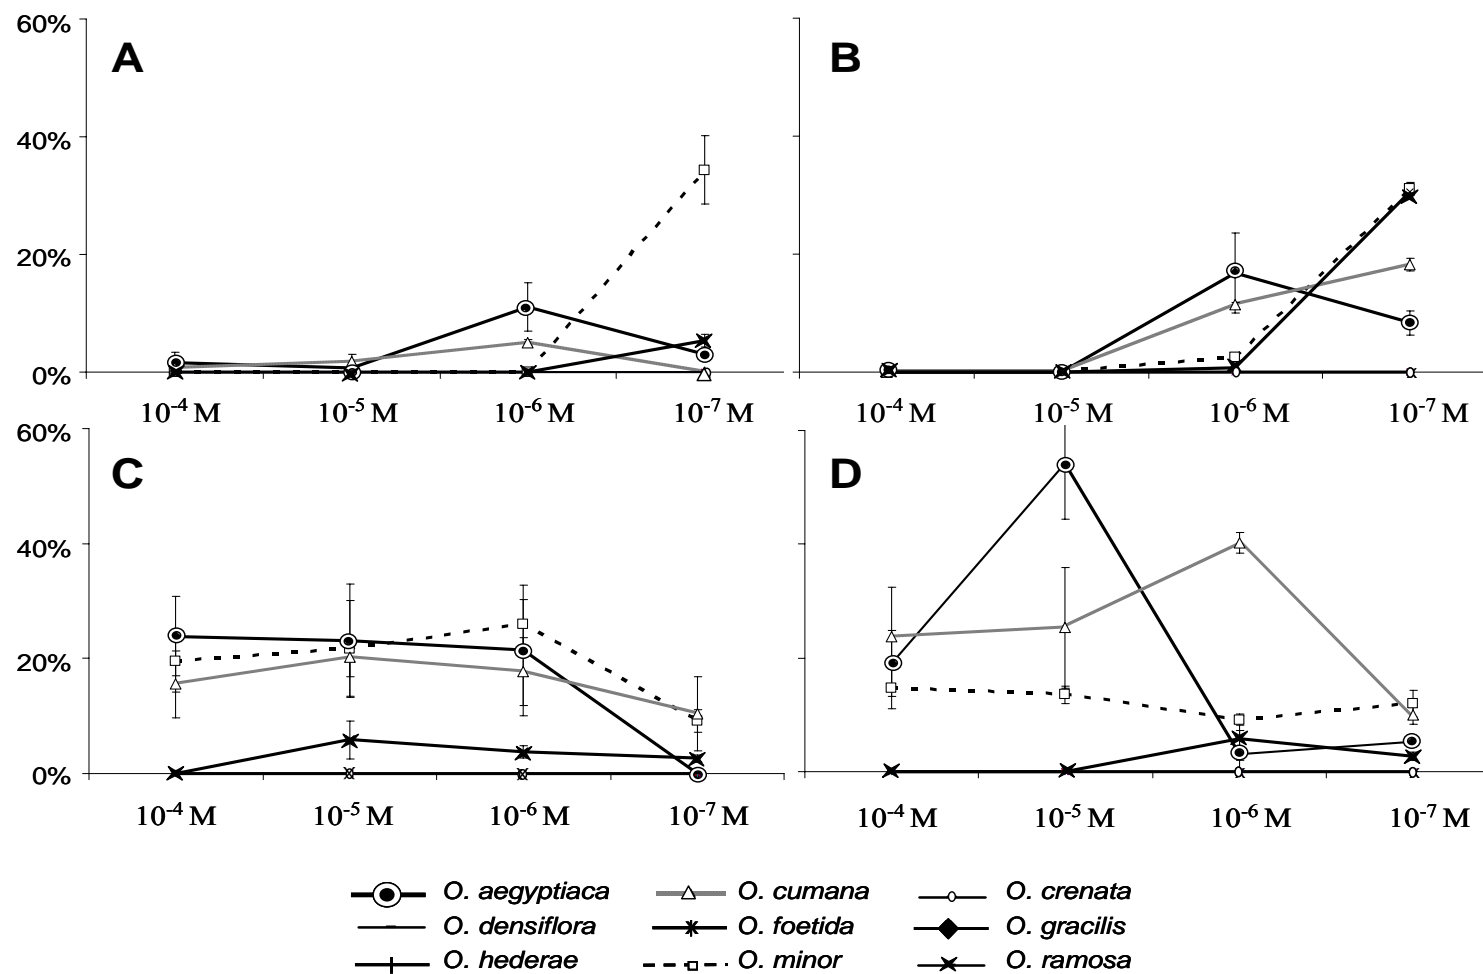 60%
A
B
40%
20%
0%
10-4 M 10-5 M 10-6 M 10-7 M
10-4 M 10-5 M 10-6 M 10-7 M
60%
C
D
40%
20%
0%
10-4 M 10-5 M 10-6 M 10-7 M
10-4 M 10-5 M 10-6 M 10-7 M
O. aegyptiaca O. cumana O. crenata
O. densiflora O. foetida O. gracilis
O. hederae O. minor O. ramosa